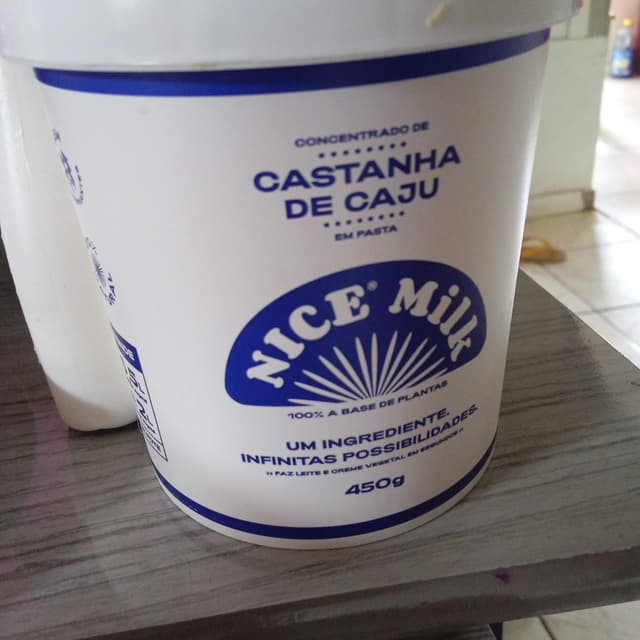 CONCENTRADO DE
CASTANHA
DE CAJU
EM PASTA
NICE® Milk
100% A BASE DE PLANTAS
UM INGREDIENTE,
INFINITAS POSSIBILIDADES.
FAZ LEITE E CREME VEGETAL EM SEGUNDOS
450g